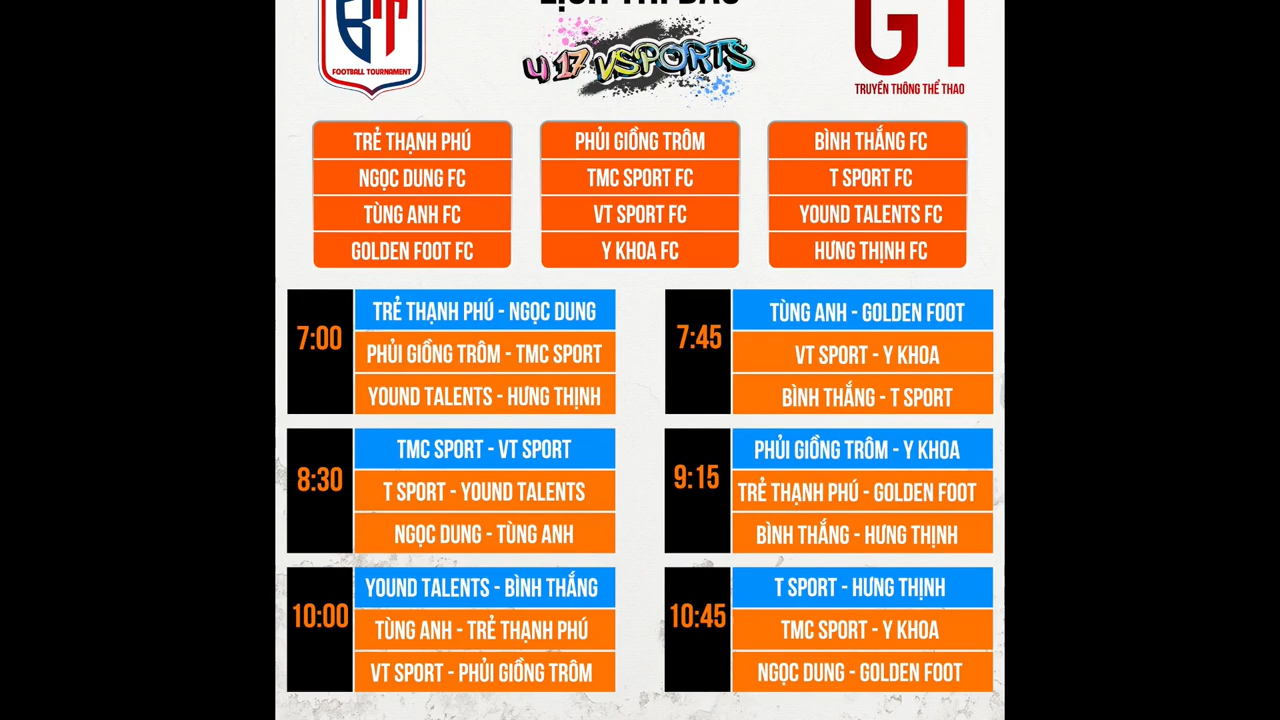 LỊCH THI ĐẤU
BTF
FOOTBALL TOURNAMENT
U17 VSPORTS
GT
TRUYỀN THÔNG THỂ THAO
TRẺ THẠNH PHÚ
NGỌC DUNG FC
TÙNG ANH FC
GOLDEN FOOT FC
PHỦI GIỒNG TRÔM
TMC SPORT FC
VT SPORT FC
Y KHOA FC
BÌNH THẮNG FC
T SPORT FC
YOUND TALENTS FC
HƯNG THỊNH FC
7:00
TRẺ THẠNH PHÚ - NGỌC DUNG
PHỦI GIỒNG TRÔM - TMC SPORT
YOUND TALENTS - HƯNG THỊNH
7:45
TÙNG ANH - GOLDEN FOOT
VT SPORT - Y KHOA
BÌNH THẮNG - T SPORT
8:30
TMC SPORT - VT SPORT
T SPORT - YOUND TALENTS
NGỌC DUNG - TÙNG ANH
9:15
PHỦI GIỒNG TRÔM - Y KHOA
TRẺ THẠNH PHÚ - GOLDEN FOOT
BÌNH THẮNG - HƯNG THỊNH
10:00
YOUND TALENTS - BÌNH THẮNG
TÙNG ANH - TRẺ THẠNH PHÚ
VT SPORT - PHỦI GIỒNG TRÔM
10:45
T SPORT - HƯNG THỊNH
TMC SPORT - Y KHOA
NGỌC DUNG - GOLDEN FOOT